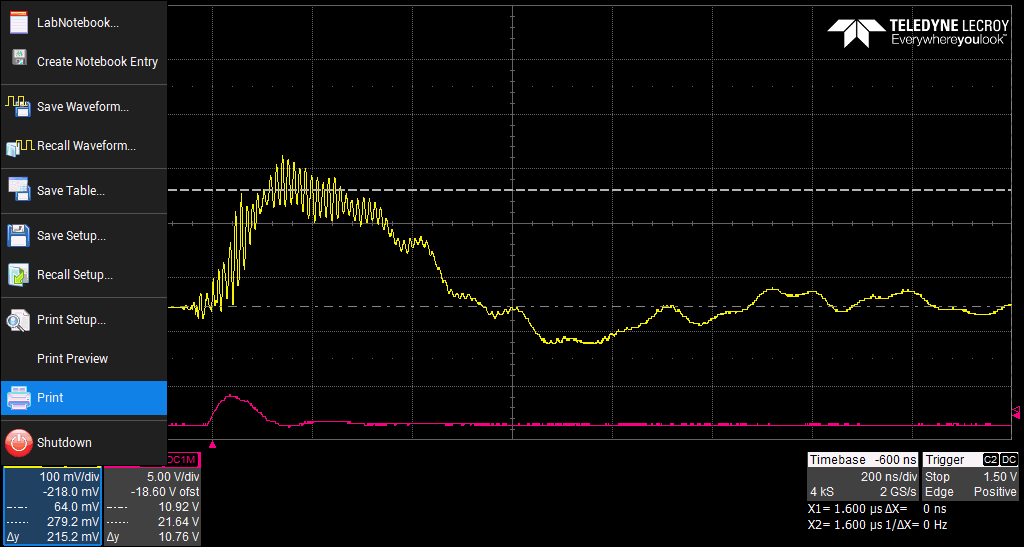 LabNotebook...
Create Notebook Entry
Save Waveform...
Recall Waveform...
Save Table...
Save Setup...
Recall Setup...
Print Setup...
Print Preview
Print
Shutdown
TELEDYNE LECROY
Everywhereyoulook™
DC1M
100 mV/div
-218.0 mV
64.0 mV
279.2 mV
Δy 215.2 mV
5.00 V/div
-18.60 V ofst
10.92 V
21.64 V
Δy 10.76 V
Timebase -600 ns
200 ns/div
4 kS 2 GS/s
Trigger C2 DC
Stop 1.50 V
Edge Positive
X1= 1.600 µs ΔX= 0 ns
X2= 1.600 µs 1/ΔX= 0 Hz